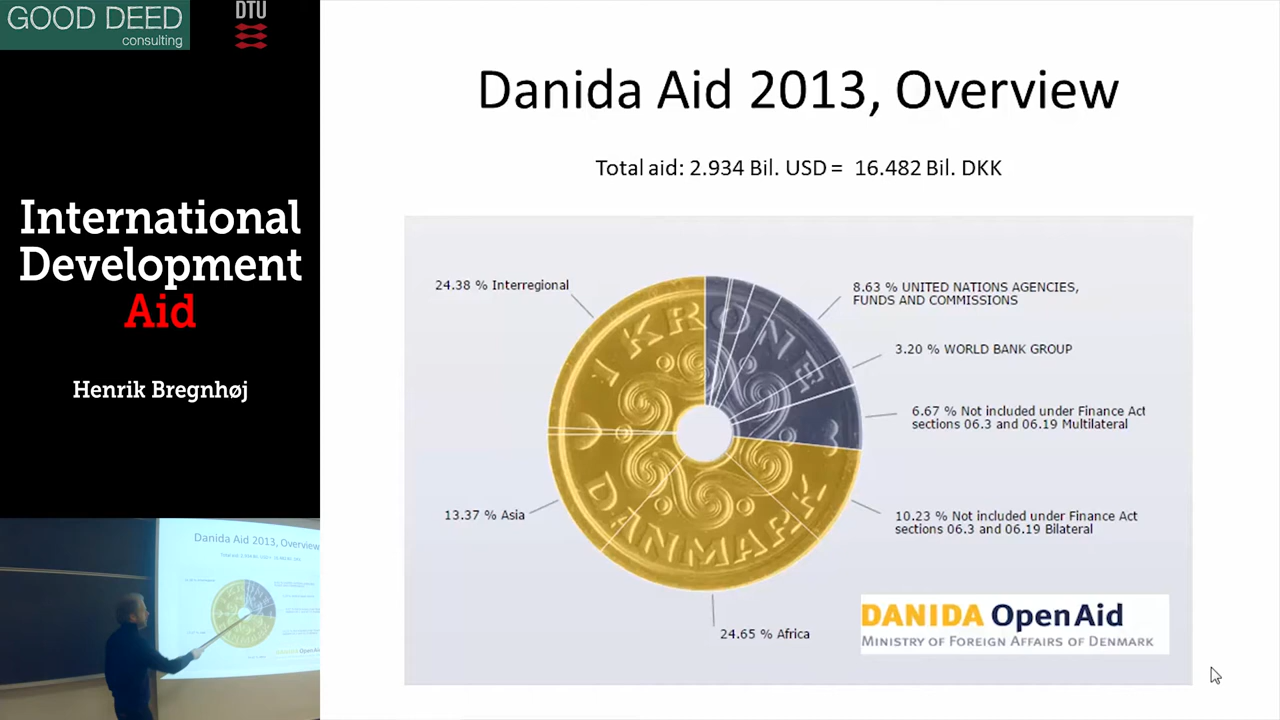 GOOD DEED
consulting
DTU
International
Development
Aid
Henrik Bregnhøj
Danida Aid 2013, Overview
Total aid: 2.934 Bil. USD = 16.482 Bil. DKK
24.38 % Interregional
8.63 % UNITED NATIONS AGENCIES,
FUNDS AND COMMISSIONS
3.20 % WORLD BANK GROUP
6.67 % Not included under Finance Act
sections 06.3 and 06.19 Multilateral
10.23 % Not included under Finance Act
sections 06.3 and 06.19 Bilateral
13.37 % Asia
24.65 % Africa
1 KRONE
DANMARK
DANIDA OpenAid
MINISTRY OF FOREIGN AFFAIRS OF DENMARK
Danida Aid 2013, Overview